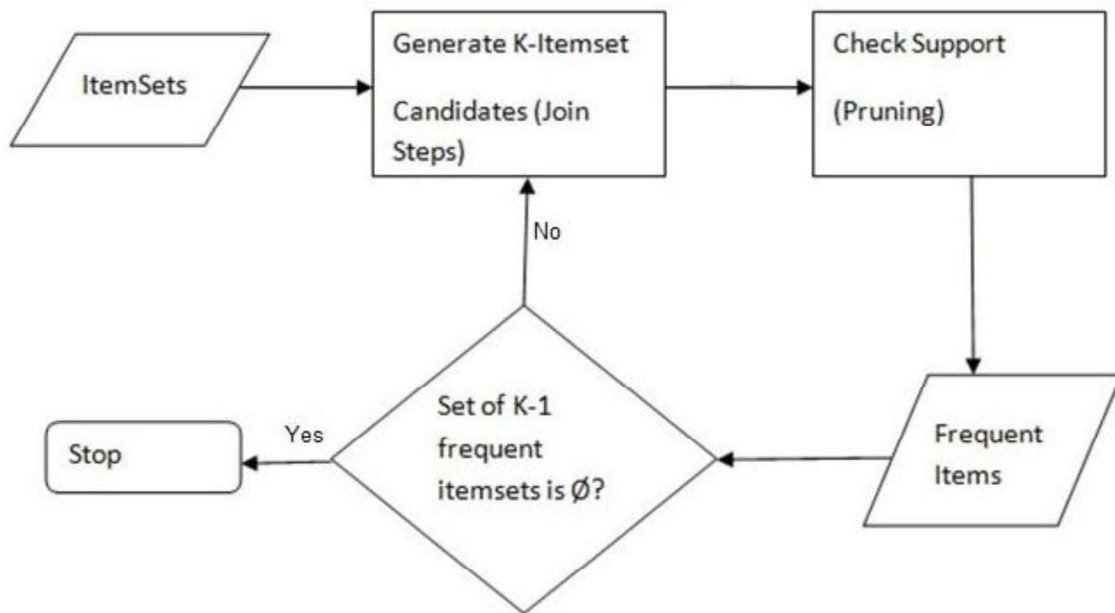 ItemSets
Generate K-Itemset
Candidates (Join
Steps)
Check Support
(Pruning)
No
Set of K-1
frequent
itemsets is Ø?
Yes
Stop
Frequent
Items